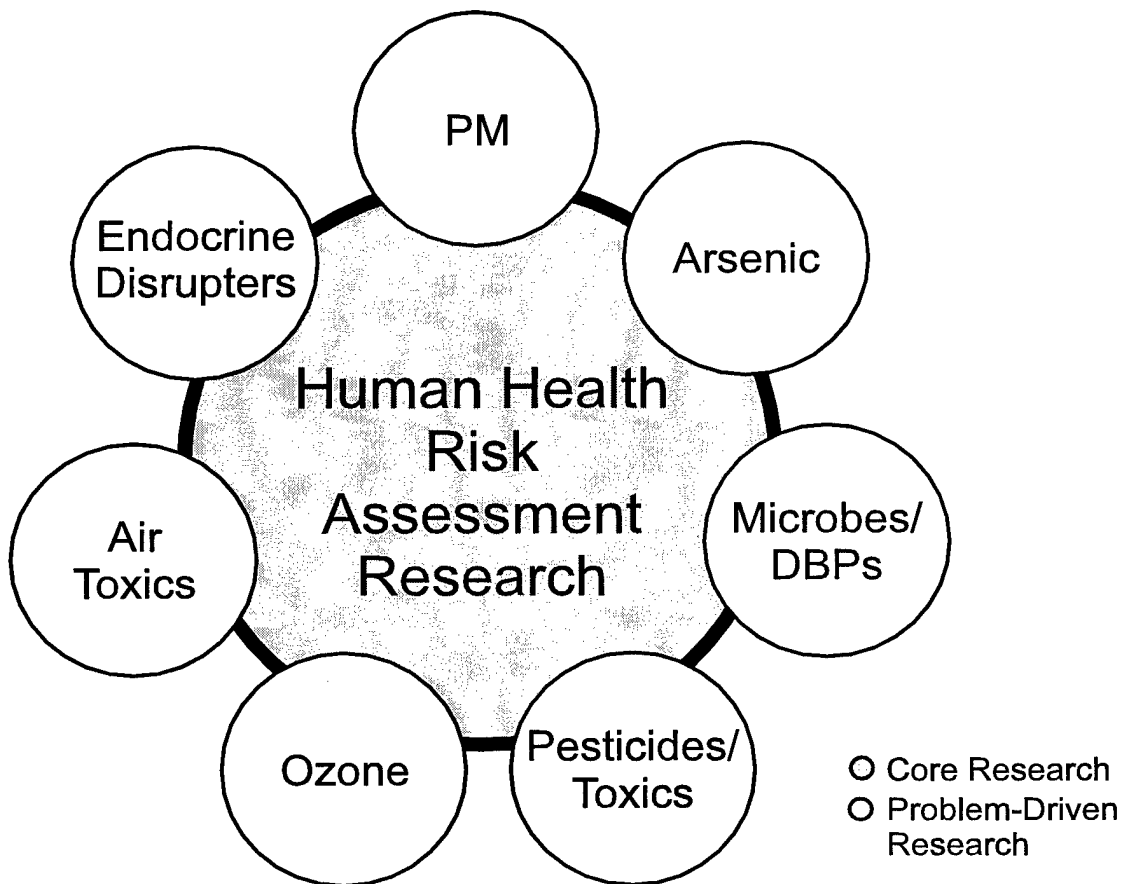 PM
Endocrine
Disrupters
Arsenic
Human Health
Risk
Assessment
Research
Air
Toxics
Microbes/
DBPs
Ozone
Pesticides/
Toxics
Core Research
Problem-Driven
Research